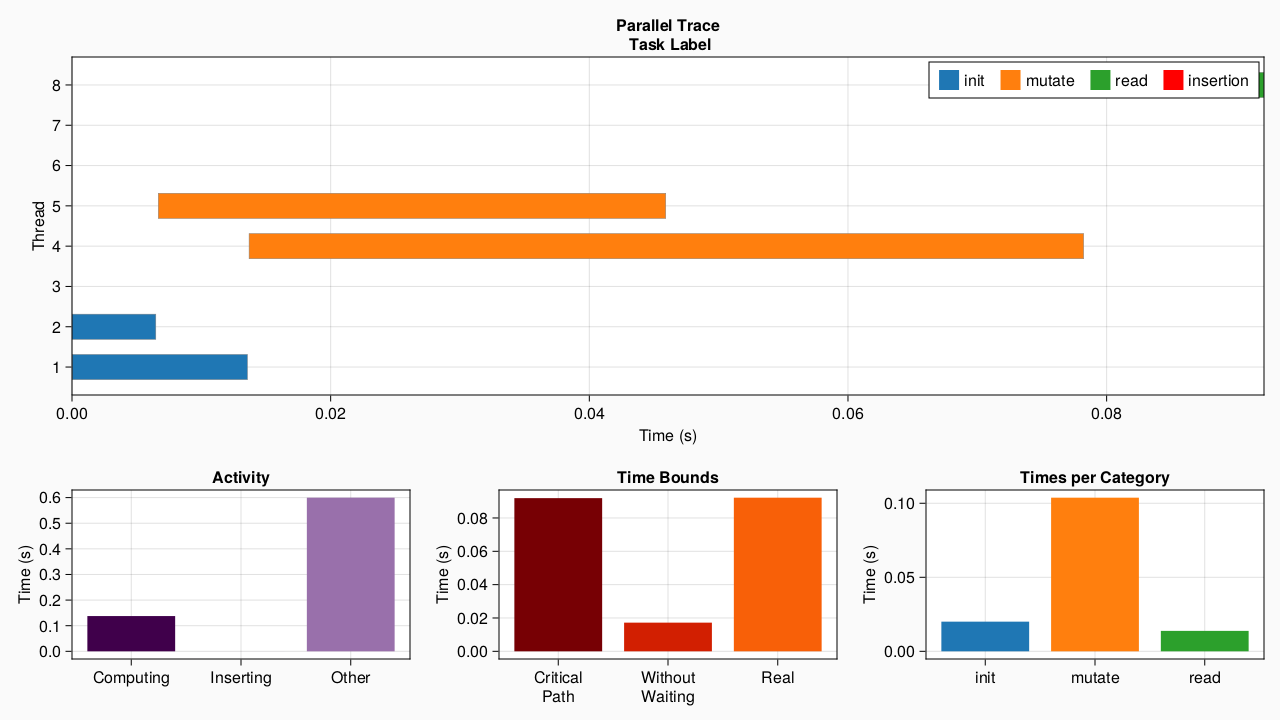 Parallel Trace
Task Label
init mutate read insertion
Thread
8
7
6
5
4
3
2
1
0.00 0.02 0.04 0.06 0.08
Time (s)
Activity
Time (s)
0.6
0.5
0.4
0.3
0.2
0.1
0.0
Computing Inserting Other
Time Bounds
Time (s)
0.08
0.06
0.04
0.02
0.00
Critical Path Without Waiting Real
Times per Category
Time (s)
0.10
0.05
0.00
init mutate read